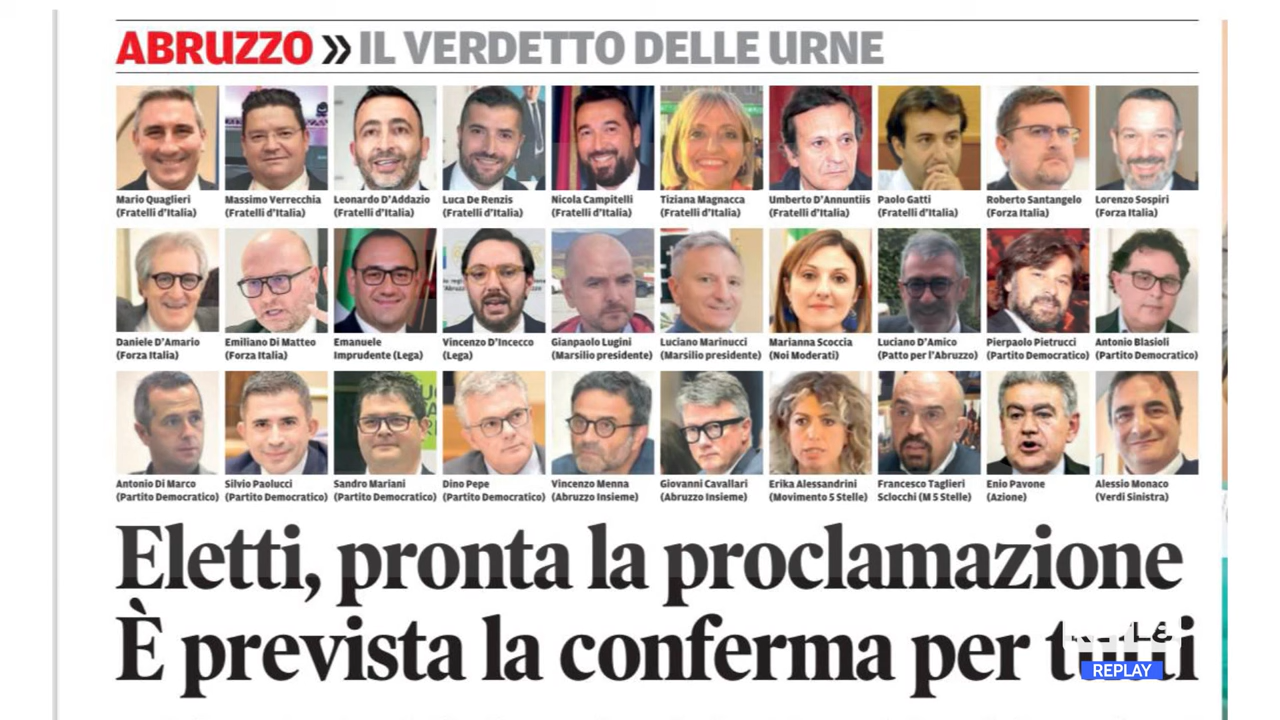 ABRUZZO » IL VERDETTO DELLE URNE
Mario Quaglieri
(Fratelli d'Italia)
Massimo Verrecchia
(Fratelli d'Italia)
Leonardo D'Addazio
(Fratelli d'Italia)
Luca De Renzis
(Fratelli d'Italia)
Nicola Campitelli
(Fratelli d'Italia)
Tiziana Magnacca
(Fratelli d'Italia)
Umberto D'Annuntiis
(Fratelli d'Italia)
Paolo Gatti
(Fratelli d'Italia)
Roberto Santangelo
(Forza Italia)
Lorenzo Sospiri
(Forza Italia)
Daniele D'Amario
(Forza Italia)
Emiliano Di Matteo
(Forza Italia)
Emanuele
Imprudente (Lega)
Vincenzo D'Incecco
(Lega)
Gianpaolo Lugini
(Marsilio presidente)
Luciano Marinucci
(Marsilio presidente)
Marianna Scoccia
(Noi Moderati)
Luciano D'Amico
(Patto per l'Abruzzo)
Pierpaolo Pietrucci
(Partito Democratico)
Antonio Blasioli
(Partito Democratico)
Antonio Di Marco
(Partito Democratico)
Silvio Paolucci
(Partito Democratico)
Sandro Mariani
(Partito Democratico)
Dino Pepe
(Partito Democratico)
Vincenzo Menna
(Abruzzo Insieme)
Giovanni Cavallari
(Abruzzo Insieme)
Erika Alessandrini
(Movimento 5 Stelle)
Francesco Taglieri
Sclocchi (M 5 Stelle)
Enio Pavone
(Azione)
Alessio Monaco
(Verdi Sinistra)
Eletti, pronta la proclamazione
È prevista la conferma per tutti
REPLAY